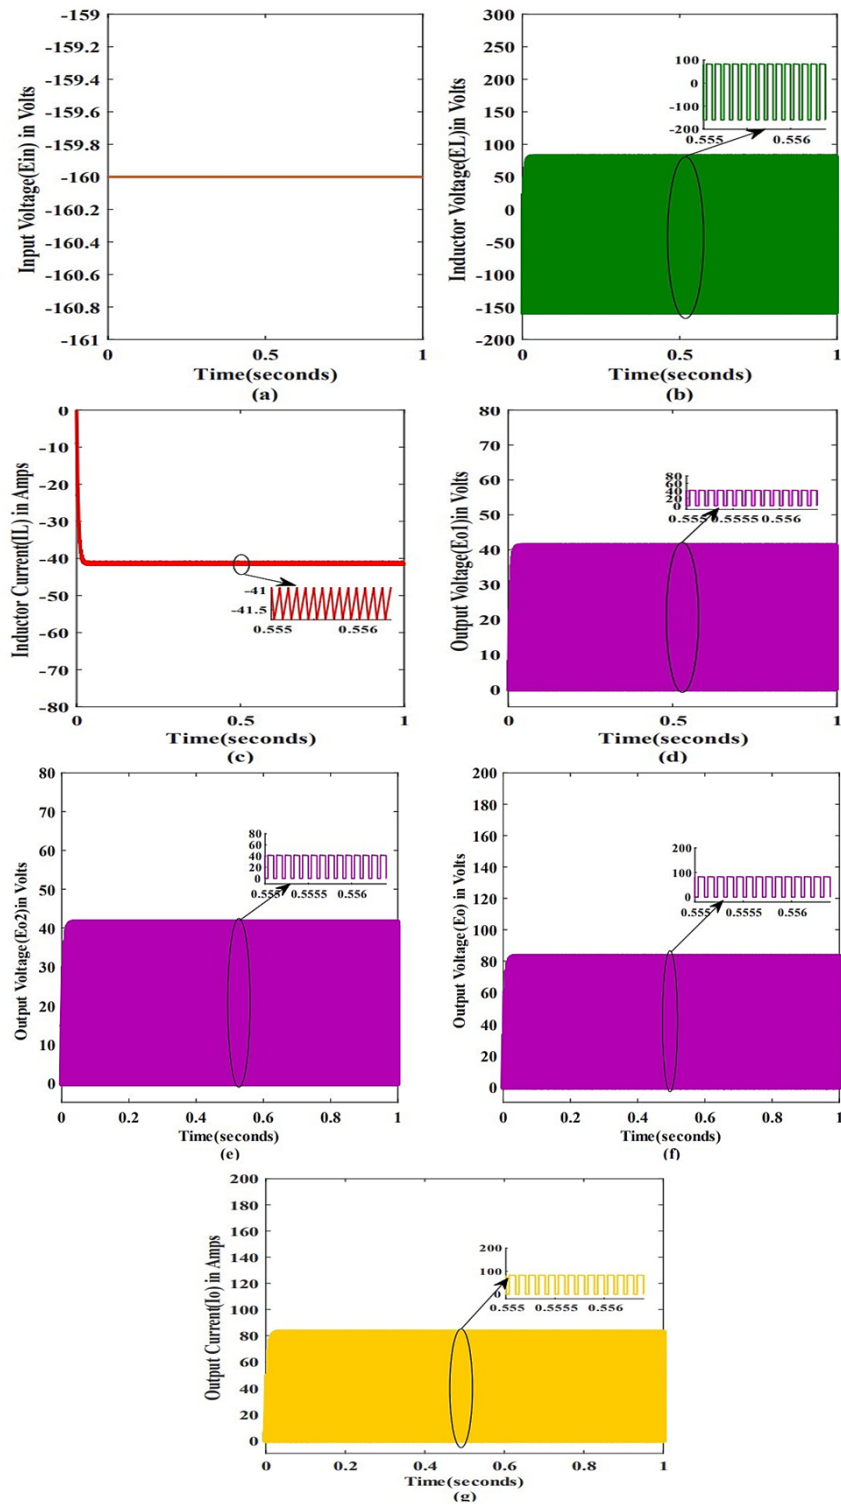 -159
-159.2
-159.4
-159.6
-159.8
-160
-160.2
-160.4
-160.6
-160.8
-161
Input Voltage(Ein) in Volts
0 0.5 1
Time(seconds)
(a)
300
250
200
150
100
50
0
-50
-100
-150
-200
Inductor Voltage(EL)in Volts
100
0
-100
-200
0.555 0.556
0 0.5 1
Time(seconds)
(b)
0
-10
-20
-30
-40
-50
-60
-70
-80
Inductor Current(IL) in Amps
-41
-41.5
0.555 0.556
0 0.5 1
Time(seconds)
(c)
80
70
60
50
40
30
20
10
0
Output Voltage(Eo1)in Volts
80
60
40
20
0
0.555 0.5555 0.556
0 0.5 1
Time(seconds)
(d)
80
70
60
50
40
30
20
10
0
Output Voltage(Eo2)in Volts
80
60
40
20
0
0.555 0.5555 0.556
0 0.2 0.4 0.6 0.8 1
Time(seconds)
(e)
200
180
160
140
120
100
80
60
40
20
0
Output Voltage(Eo) in Volts
200
100
0
0.555 0.5555 0.556
0 0.2 0.4 0.6 0.8 1
Time(seconds)
(f)
200
180
160
140
120
100
80
60
40
20
0
Output Current(Io) in Amps
200
100
0
0.555 0.5555 0.556
0 0.2 0.4 0.6 0.8 1
Time(seconds)
(g)